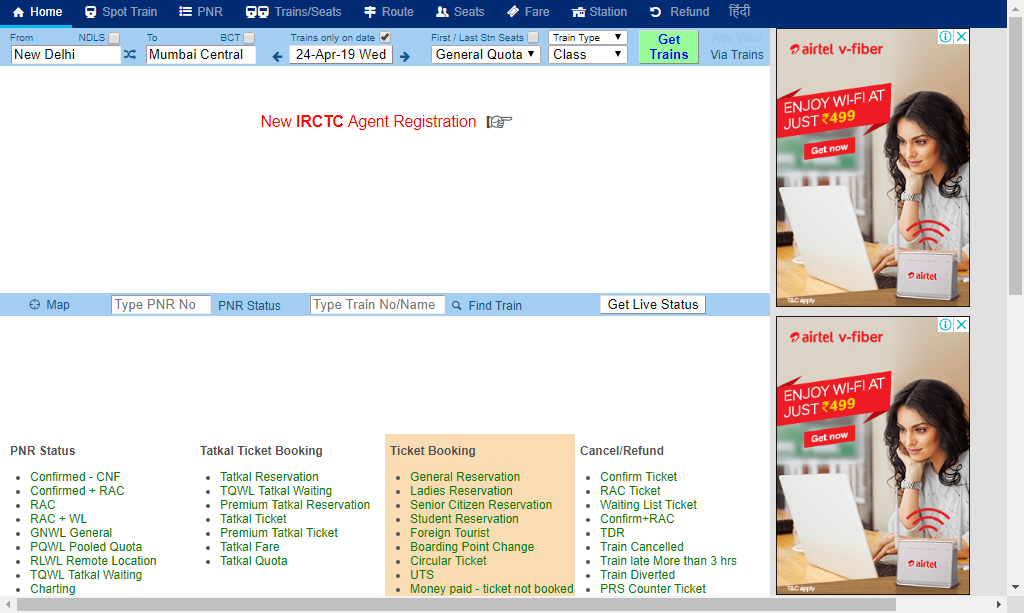 Home Spot Train PNR Trains/Seats Route Seats Fare Station Refund हिंदी
From NDLS To BCT Trains only on date First / Last Stn Seats Train Type Get Trains Adv View
New Delhi Mumbai Central 24-Apr-19 Wed General Quota Class Via Trains
New IRCTC Agent Registration
Map Type PNR No PNR Status Type Train No/Name Find Train Get Live Status
PNR Status
Confirmed - CNF
Confirmed + RAC
RAC
RAC + WL
GNWL General
PQWL Pooled Quota
RLWL Remote Location
TQWL Tatkal Waiting
Charting
Tatkal Ticket Booking
Tatkal Reservation
TQWL Tatkal Waiting
Premium Tatkal Reservation
Tatkal Ticket
Premium Tatkal Ticket
Tatkal Fare
Tatkal Quota
Ticket Booking
General Reservation
Ladies Reservation
Senior Citizen Reservation
Student Reservation
Foreign Tourist
Boarding Point Change
Circular Ticket
UTS
Money paid - ticket not booked
Cancel/Refund
Confirm Ticket
RAC Ticket
Waiting List Ticket
Confirm+RAC
TDR
Train Cancelled
Train late More than 3 hrs
Train Diverted
PRS Counter Ticket
airtel v-fiber
ENJOY WI-FI AT
JUST ₹499
Get now
airtel
T&C apply
airtel v-fiber
ENJOY WI-FI AT
JUST ₹499
Get now
airtel
T&C apply